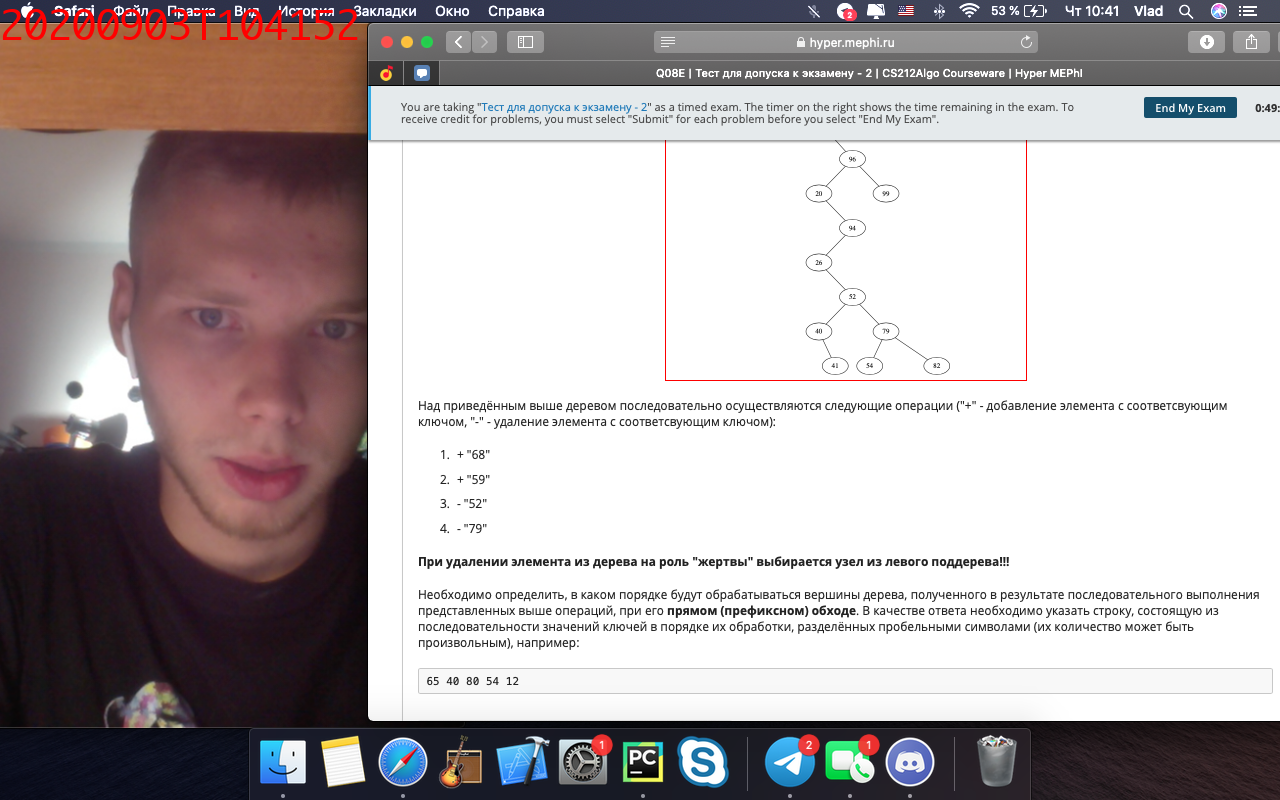 20200903T104152
Safari Файл Правка Вид История Закладки Окно Справка
2
53 %
Чт 10:41 Vlad
hyper.mephi.ru
Q08E | Тест для допуска к экзамену - 2 | CS212Algo Courseware | Hyper MEPhI
You are taking "Тест для допуска к экзамену - 2" as a timed exam. The timer on the right shows the time remaining in the exam. To
receive credit for problems, you must select "Submit" for each problem before you select "End My Exam".
End My Exam
0:49:
96
20 99
94
26
52
40 79
41 54 82
Над приведённым выше деревом последовательно осуществляются следующие операции ("+" - добавление элемента с соответсвующим
ключом, "-" - удаление элемента с соответсвующим ключом):
1. + "68"
2. + "59"
3. - "52"
4. - "79"
При удалении элемента из дерева на роль "жертвы" выбирается узел из левого поддерева!!!
Необходимо определить, в каком порядке будут обрабатываться вершины дерева, полученного в результате последовательного выполнения
представленных выше операций, при его прямом (префиксном) обходе. В качестве ответа необходимо указать строку, состоящую из
последовательности значений ключей в порядке их обработки, разделённых пробельными символами (их количество может быть
произвольным), например:
65 40 80 54 12
1
PC
2
1